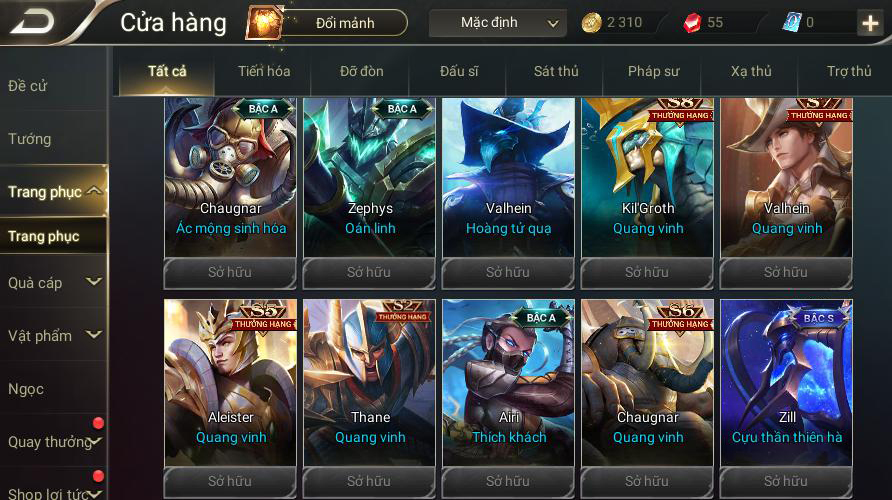 Cửa hàng
Đổi mảnh
Mặc định
2 310
55
0
Đề cử
Tướng
Trang phục
Trang phục
Quà cáp
Vật phẩm
Ngọc
Quay thưởng
Shop lợi tức
Tất cả
Tiến hóa
Đỡ đòn
Đấu sĩ
Sát thủ
Pháp sư
Xạ thủ
Trợ thủ
BẬC A
Chaugnar
Ác mộng sinh hóa
Sở hữu
BẬC A
Zephys
Oán linh
Sở hữu
Valhein
Hoàng tử quạ
Sở hữu
S8
THƯỞNG HẠNG
Kil'Groth
Quang vinh
Sở hữu
S7
THƯỞNG HẠNG
Valhein
Quang vinh
Sở hữu
S5
THƯỞNG HẠNG
Aleister
Quang vinh
Sở hữu
S2
THƯỞNG HẠNG
Thane
Quang vinh
Sở hữu
BẬC A
Airi
Thích khách
Sở hữu
S6
THƯỞNG HẠNG
Chaugnar
Quang vinh
Sở hữu
BẬC S
Zill
Cựu thần thiên hà
Sở hữu